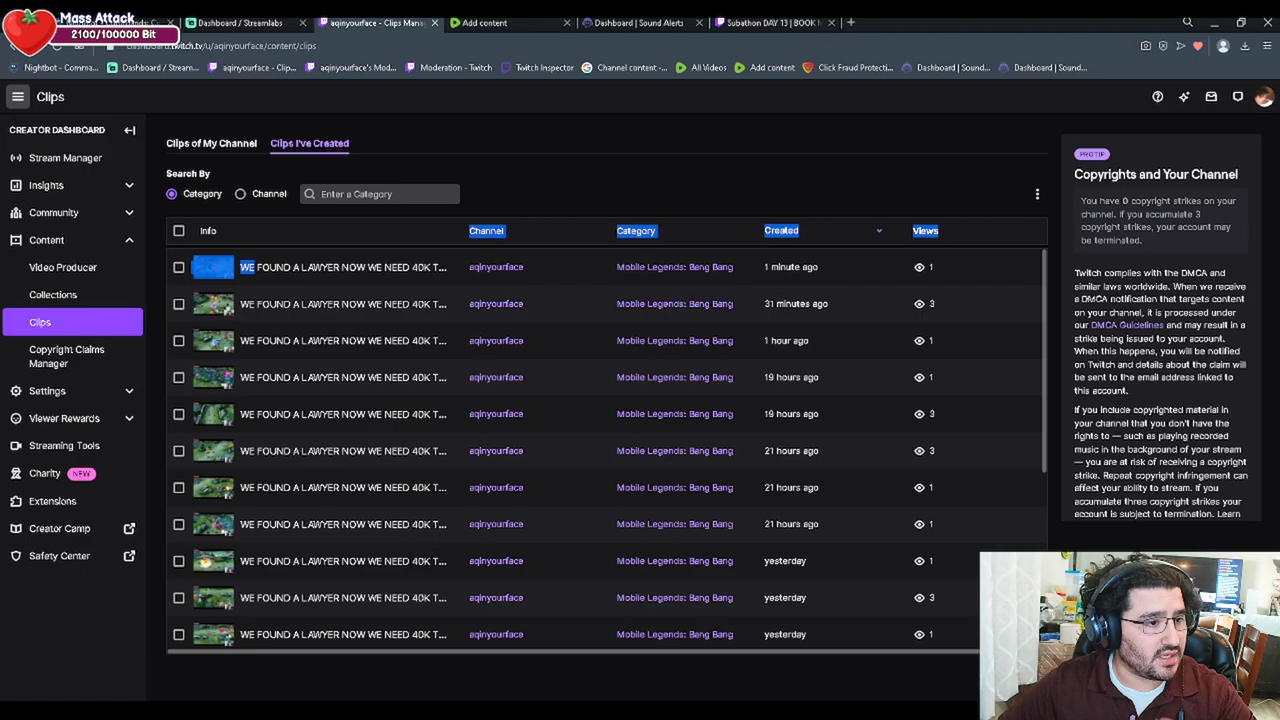 Mass Attack
2100/100000 Bit
Dashboard / Streamlabs
aqinyourface - Clips Mana
Add content
Dashboard | Sound Alerts
Subathon DAY 13 | BOOK
dashboard.twitch.tv/u/aqinyourface/content/clips
Nightbot - Comma...
Dashboard / Stream...
aqinyourface - Clip...
aqinyourface's Mod...
Moderation - Twitch
Twitch Inspector
Channel content -...
All Videos
Add content
Click Fraud Protecti...
Dashboard | Sound...
Dashboard | Sound...
Clips
CREATOR DASHBOARD
Stream Manager
Insights
Community
Content
Video Producer
Collections
Clips
Copyright Claims
Manager
Settings
Viewer Rewards
Streaming Tools
Charity NEW
Extensions
Creator Camp
Safety Center
Clips of My Channel
Clips I've Created
Search By
Category
Channel
Enter a Category
Info Channel Category Created Views
WE FOUND A LAWYER NOW WE NEED 40K T... aqinyourface Mobile Legends: Bang Bang 1 minute ago 1
WE FOUND A LAWYER NOW WE NEED 40K T... aqinyourface Mobile Legends: Bang Bang 31 minutes ago 3
WE FOUND A LAWYER NOW WE NEED 40K T... aqinyourface Mobile Legends: Bang Bang 1 hour ago 1
WE FOUND A LAWYER NOW WE NEED 40K T... aqinyourface Mobile Legends: Bang Bang 19 hours ago 1
WE FOUND A LAWYER NOW WE NEED 40K T... aqinyourface Mobile Legends: Bang Bang 19 hours ago 3
WE FOUND A LAWYER NOW WE NEED 40K T... aqinyourface Mobile Legends: Bang Bang 21 hours ago 3
WE FOUND A LAWYER NOW WE NEED 40K T... aqinyourface Mobile Legends: Bang Bang 21 hours ago 1
WE FOUND A LAWYER NOW WE NEED 40K T... aqinyourface Mobile Legends: Bang Bang 21 hours ago 1
WE FOUND A LAWYER NOW WE NEED 40K T... aqinyourface Mobile Legends: Bang Bang yesterday 1
WE FOUND A LAWYER NOW WE NEED 40K T... aqinyourface Mobile Legends: Bang Bang yesterday 3
WE FOUND A LAWYER NOW WE NEED 40K T... aqinyourface Mobile Legends: Bang Bang yesterday 1
PROTIP
Copyrights and Your Channel
You have 0 copyright strikes on your
channel. If you accumulate 3
copyright strikes, your account may
be terminated.
Twitch complies with the DMCA and
similar laws worldwide. When we receive
a DMCA notification that targets content
on your channel, it is processed under
our DMCA Guidelines and may result in a
strike being issued to your account.
When this happens, you will be notified
on Twitch and details about the claim will
be sent to the email address linked to
this account.
If you include copyrighted material in
your channel that you don't have the
rights to — such as playing recorded
music in the background of your stream
— you are at risk of receiving a copyright
strike. Repeat copyright infringement can
affect your ability to stream. If you
accumulate three copyright strikes your
account is subject to termination. Learn